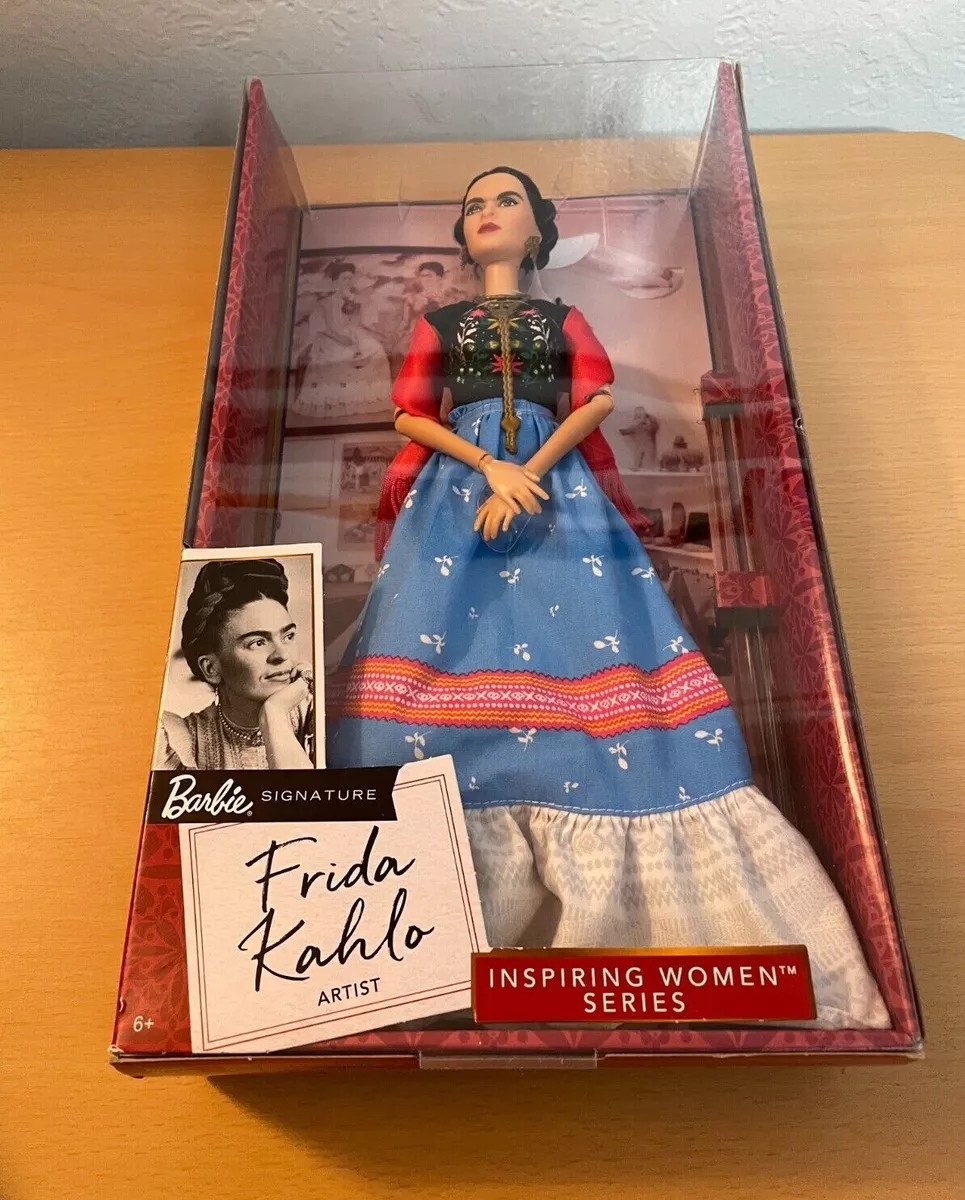 Barbie® SIGNATURE
Frida
Kahlo
ARTIST
6+
INSPIRING WOMEN™
SERIES